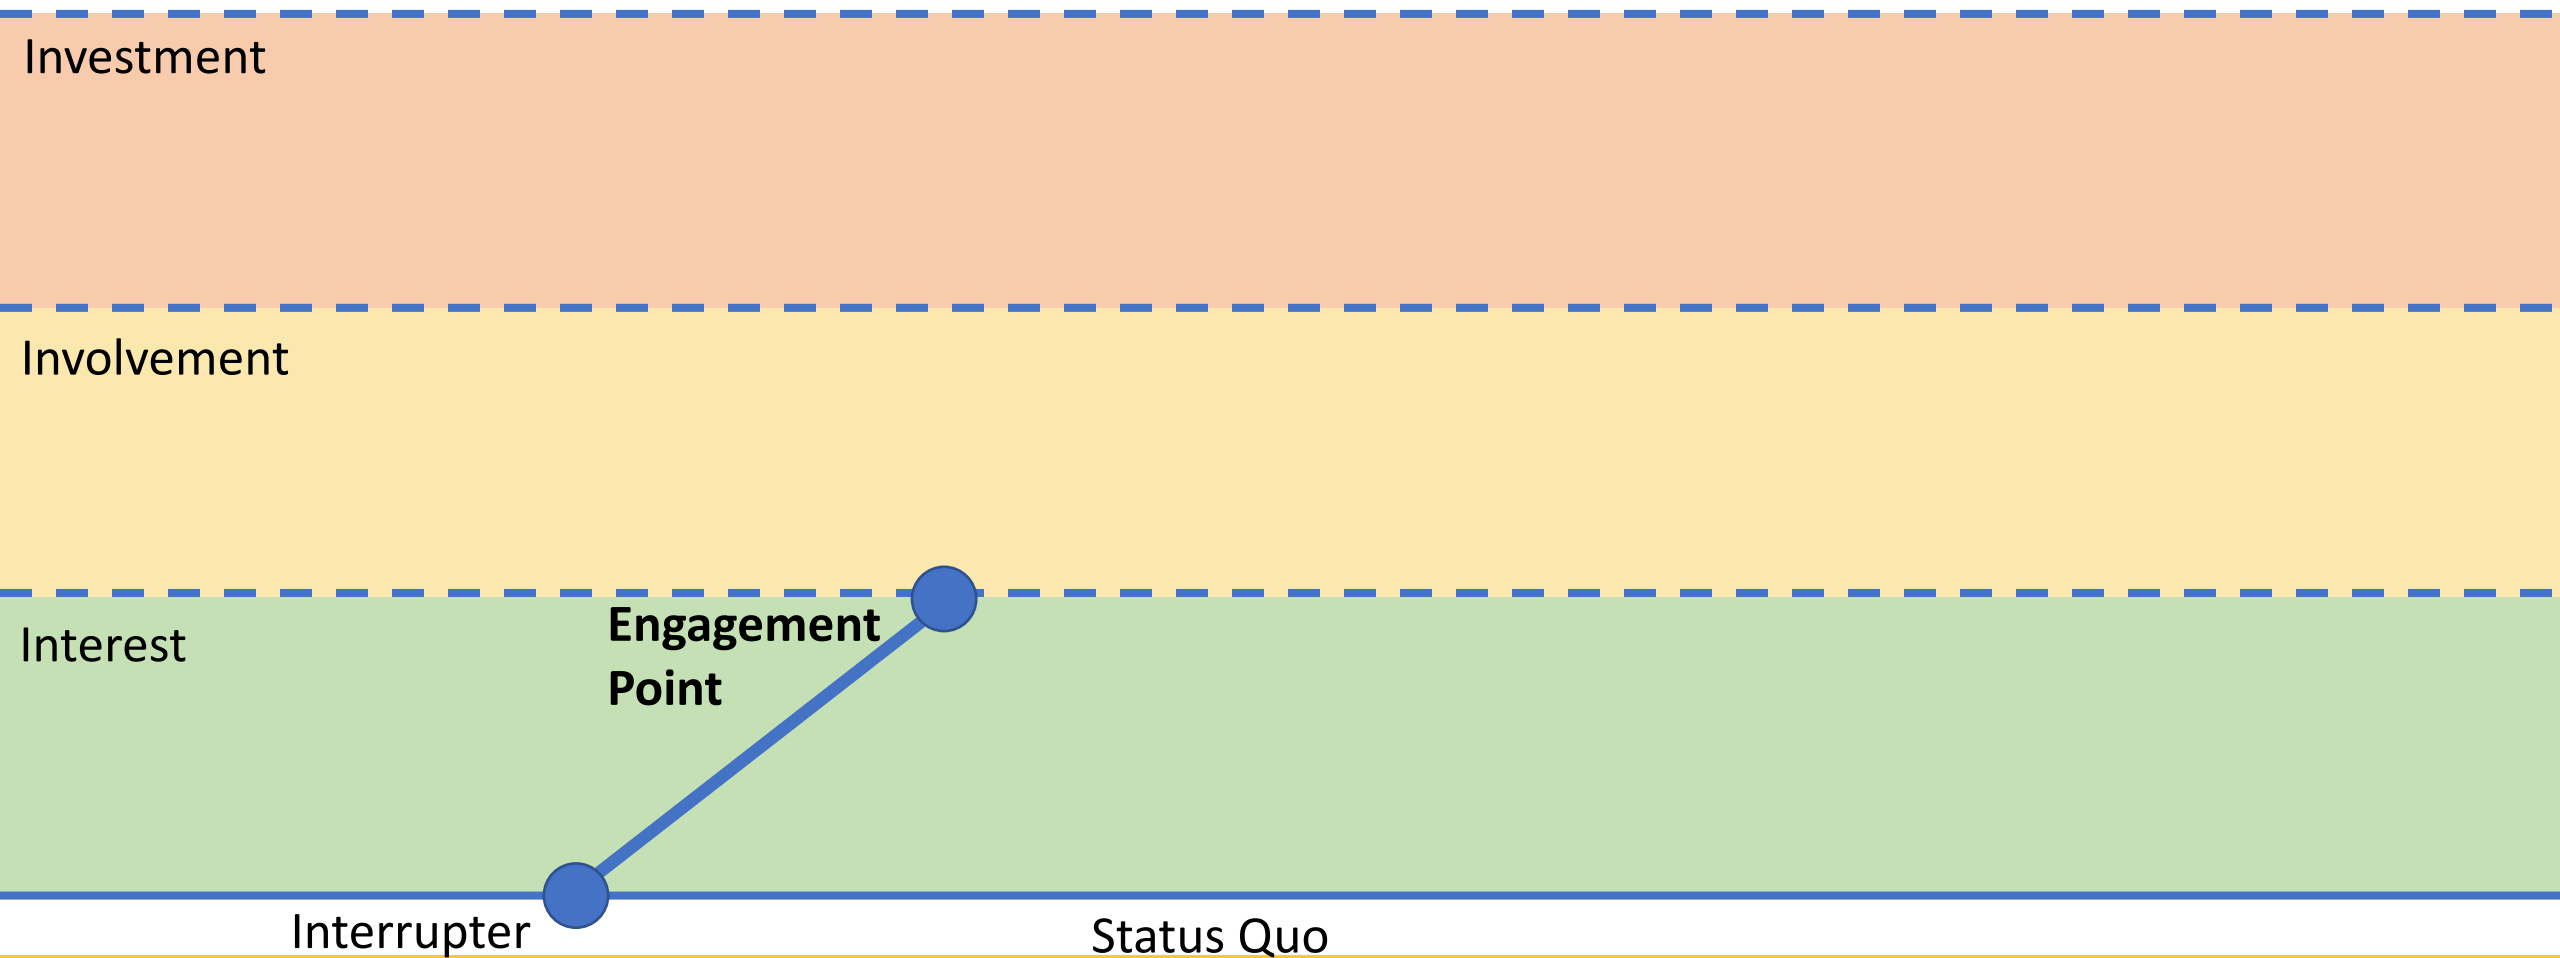 Investment
Involvement
Engagement
Point
Interest
Interrupter
Status Quo